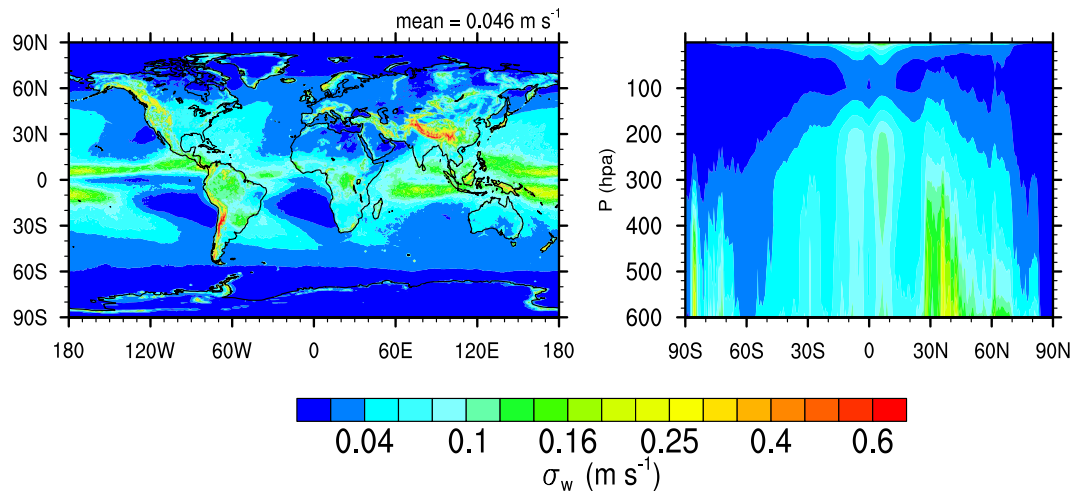 mean = 0.046 m s⁻¹
90N
60N
30N
0
30S
60S
90S
180 120W 60W 0 60E 120E 180
P (hpa)
100
200
300
400
500
600
90S 60S 30S 0 30N 60N 90N
0.04 0.1 0.16 0.25 0.4 0.6
σw (m s⁻¹)